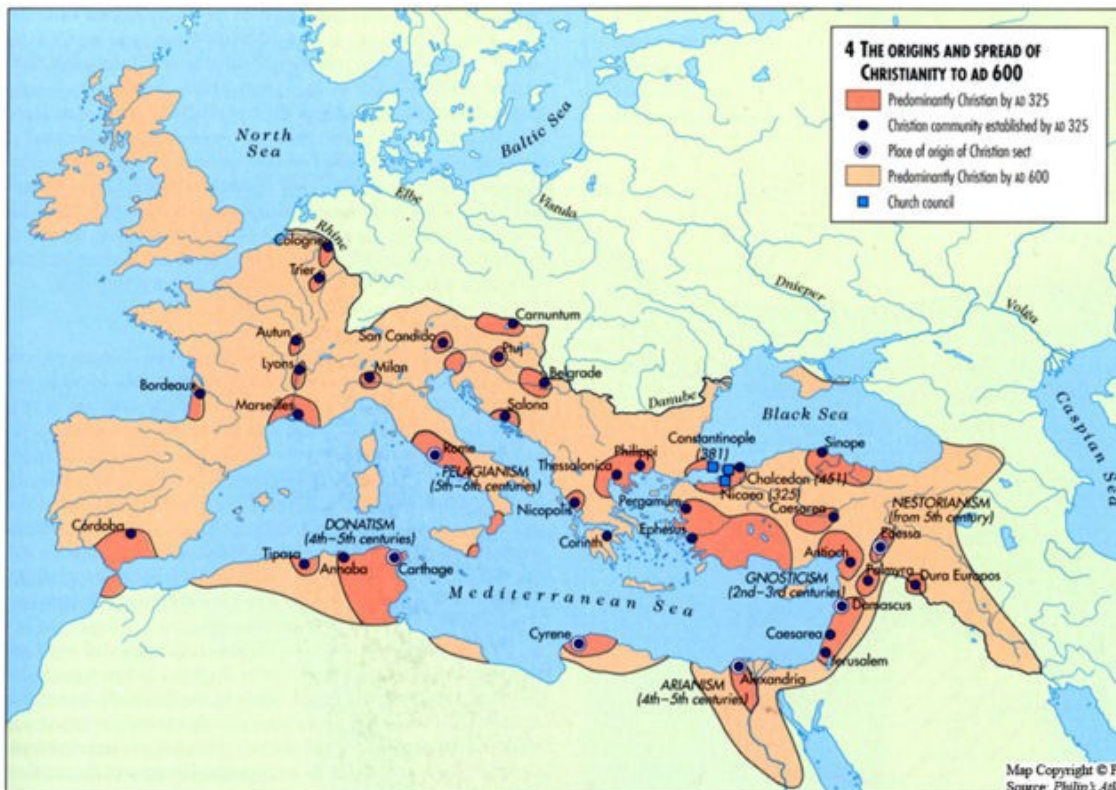 4 THE ORIGINS AND SPREAD OF
CHRISTIANITY TO AD 600
Predominantly Christian by AD 325
Christian community established by AD 325
Place of origin of Christian sect
Predominantly Christian by AD 600
Church council
North
Sea
Baltic Sea
Elbe
Vistula
Rhine
Cologne
Trier
Dnieper
Volga
Carnuntum
Autun
San Candido
Ptuj
Lyons
Milan
Belgrade
Bordeaux
Danube
Marseilles
Salona
Black Sea
Caspian Sea
Constantinople
(381)
Sinope
Rome
Philippi
Thessalonica
Chalcedon (451)
PELAGIANISM
(5th–6th centuries)
Nicaea (325)
Pergamum
NESTORIANISM
(from 5th century)
Nicopolis
Caesarea
Córdoba
DONATISM
(4th–5th centuries)
Ephesus
Edessa
Corinth
Tipasa
Annaba
Carthage
Antioch
GNOSTICISM
(2nd–3rd centuries)
Palmyra
Dura Europos
Mediterranean Sea
Damascus
Cyrene
Caesarea
Jerusalem
Alexandria
ARIANISM
(4th–5th centuries)
Map Copyright © P
Source: Philip's Atl